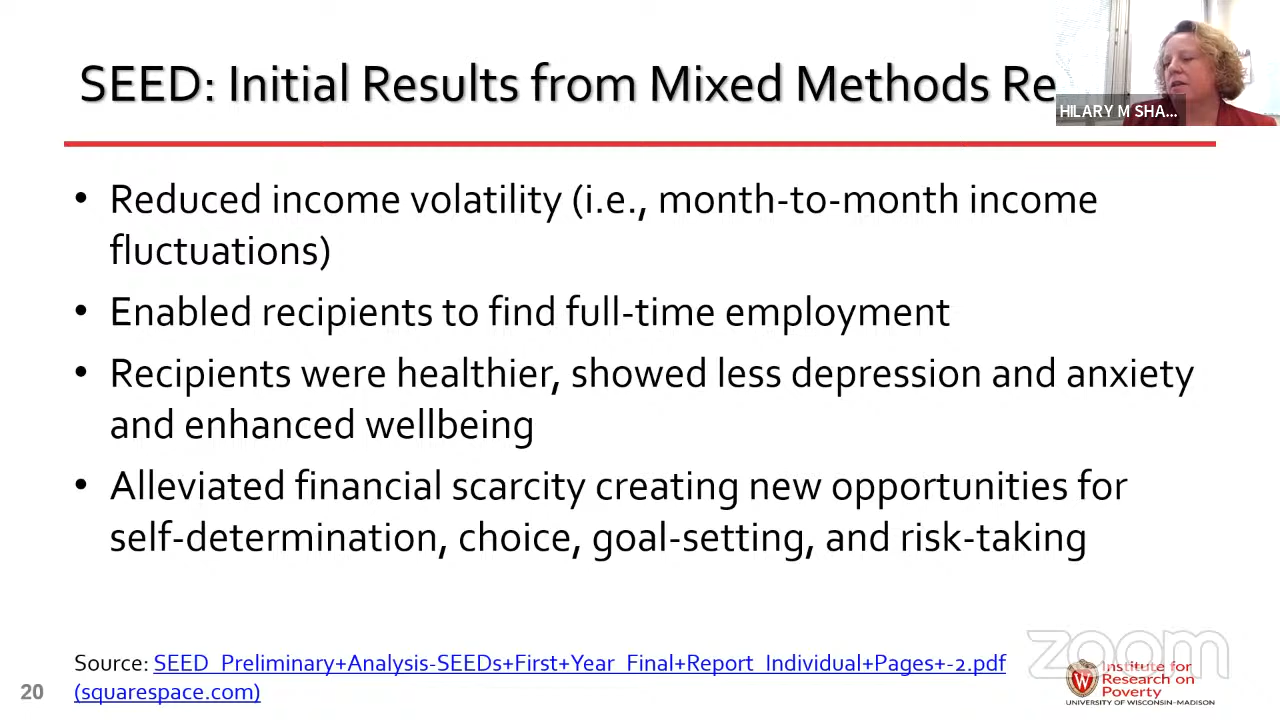 SEED: Initial Results from Mixed Methods Re
HILARY M SHA...
• Reduced income volatility (i.e., month-to-month income
fluctuations)
• Enabled recipients to find full-time employment
• Recipients were healthier, showed less depression and anxiety
and enhanced wellbeing
• Alleviated financial scarcity creating new opportunities for
self-determination, choice, goal-setting, and risk-taking
Source: SEED_Preliminary+Analysis-SEEDs+First+Year_Final+Report_Individual+Pages+-2.pdf
(squarespace.com)
20
zoom
W
Institute for
Research on
Poverty
UNIVERSITY OF WISCONSIN-MADISON